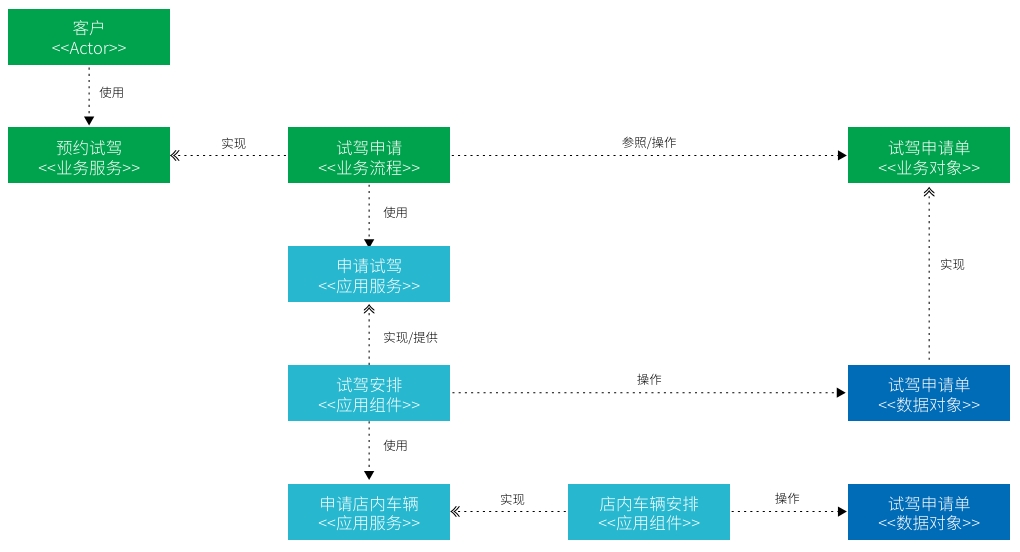 客户
<<Actor>>
使用
预约试驾
<<业务服务>>
实现
试驾申请
<<业务流程>>
参照/操作
试驾申请单
<<业务对象>>
使用
申请试驾
<<应用服务>>
实现
实现/提供
试驾安排
<<应用组件>>
操作
试驾申请单
<<数据对象>>
使用
申请店内车辆
<<应用服务>>
实现
店内车辆安排
<<应用组件>>
操作
试驾申请单
<<数据对象>>